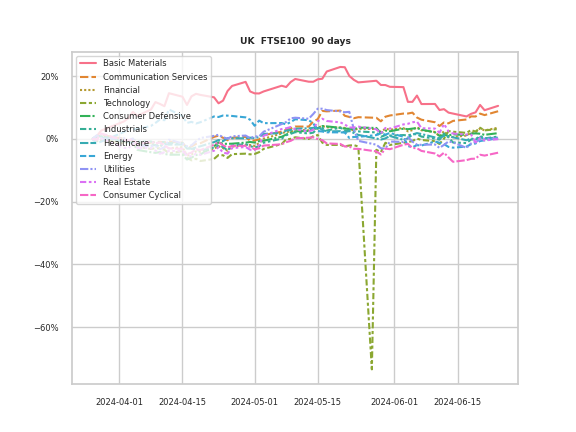 UK FTSE100 90 days
Basic Materials
Communication Services
Financial
Technology
Consumer Defensive
Industrials
Healthcare
Energy
Utilities
Real Estate
Consumer Cyclical
20%
0%
−20%
−40%
−60%
2024-04-01 2024-04-15 2024-05-01 2024-05-15 2024-06-01 2024-06-15